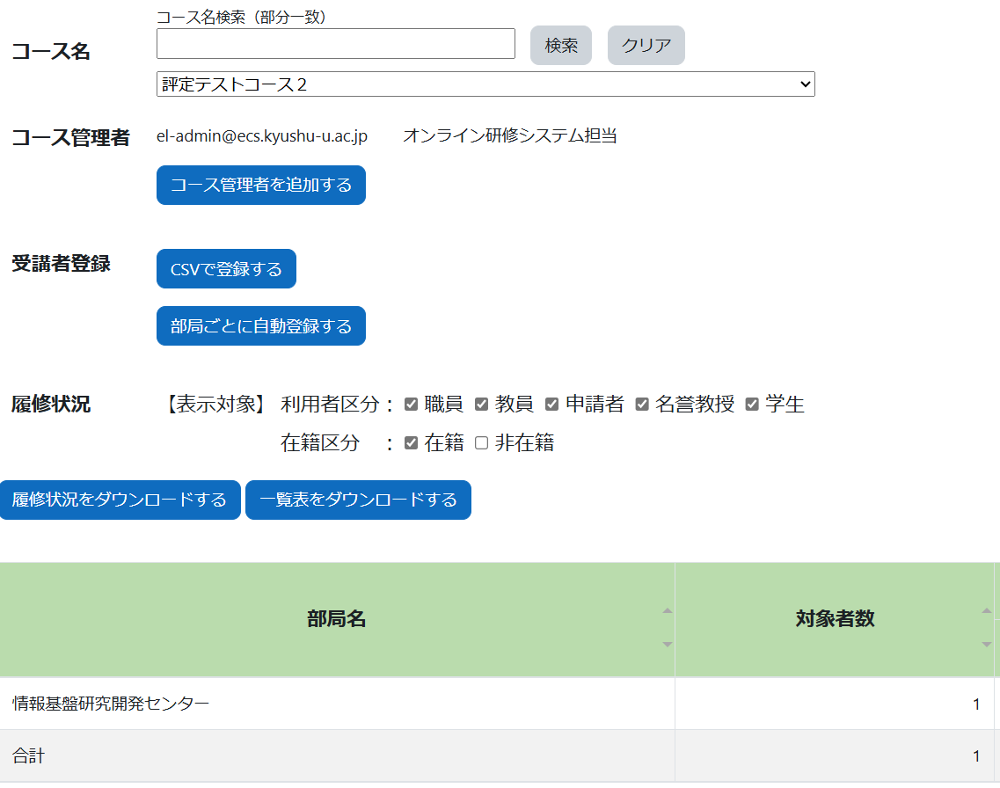 コース名検索（部分一致）
コース名
検索 クリア
評定テストコース２
コース管理者 el-admin@ecs.kyushu-u.ac.jp オンライン研修システム担当
コース管理者を追加する
受講者登録 CSVで登録する
部局ごとに自動登録する
履修状況 【表示対象】 利用者区分： 職員 教員 申請者 名誉教授 学生
在籍区分 ： 在籍 非在籍
履修状況をダウンロードする 一覧表をダウンロードする
部局名 対象者数
情報基盤研究開発センター 1
合計 1